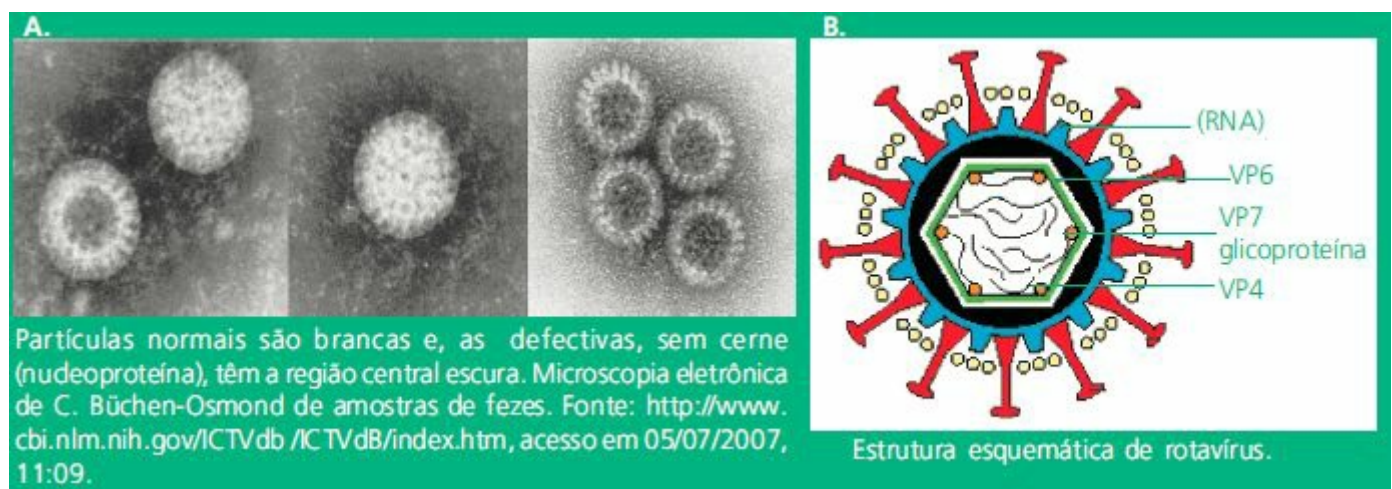 A.
B.
(RNA)
VP6
VP7
glicoproteína
VP4
Partículas normais são brancas e, as defectivas, sem cerne
(nudeoproteína), têm a região central escura. Microscopia eletrônica
de C. Büchen-Osmond de amostras de fezes. Fonte: http://www.
cbi.nlm.nih.gov/ICTVdb /ICTVdB/index.htm, acesso em 05/07/2007,
11:09.
Estrutura esquemática de rotavírus.